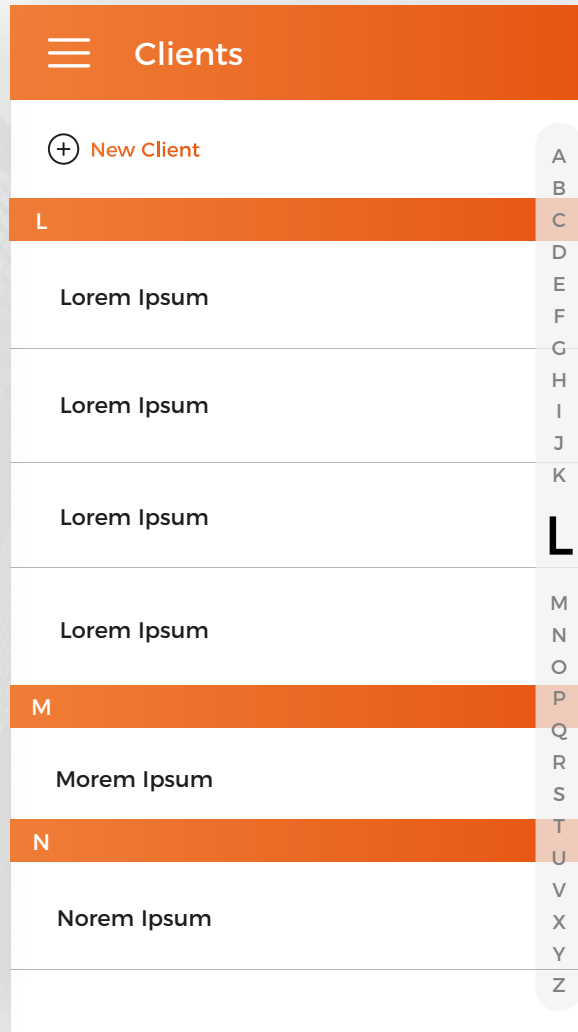 Clients
New Client
L
Lorem Ipsum
Lorem Ipsum
Lorem Ipsum
Lorem Ipsum
M
Morem Ipsum
N
Norem Ipsum
A
B
C
D
E
F
G
H
I
J
K
L
M
N
O
P
Q
R
S
T
U
V
X
Y
Z